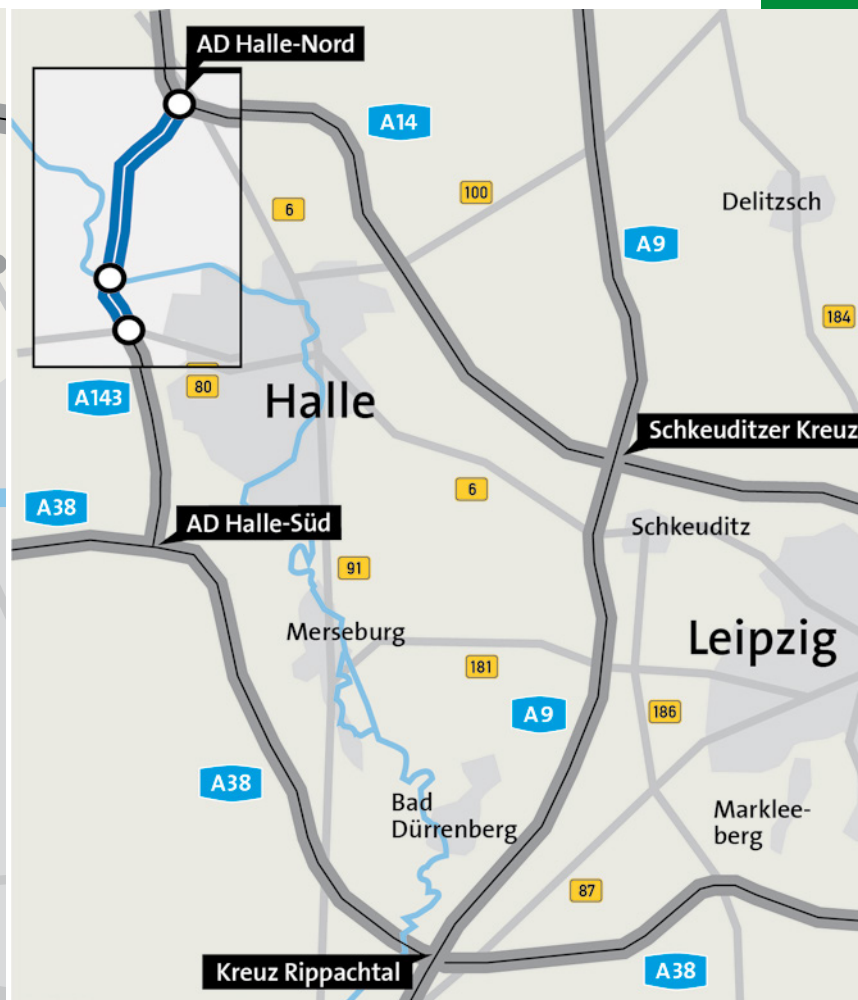 AD Halle-Nord
A14
100
6
Delitzsch
A9
184
80
A143
Halle
Schkeuditzer Kreuz
6
A38
AD Halle-Süd
Schkeuditz
91
Merseburg
Leipzig
181
A9
186
A38
Bad
Dürrenberg
Marklee-
berg
87
Kreuz Rippachtal
A38